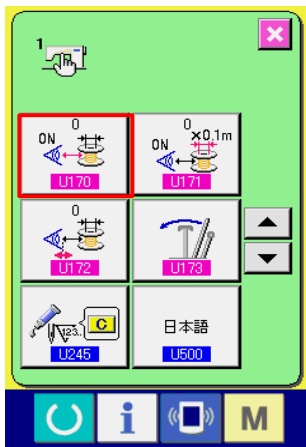 1
0
ON
U170
0
×0.1m
ON
U171
0
U172
U173
123..
C
U245
日本語
U500
i
M